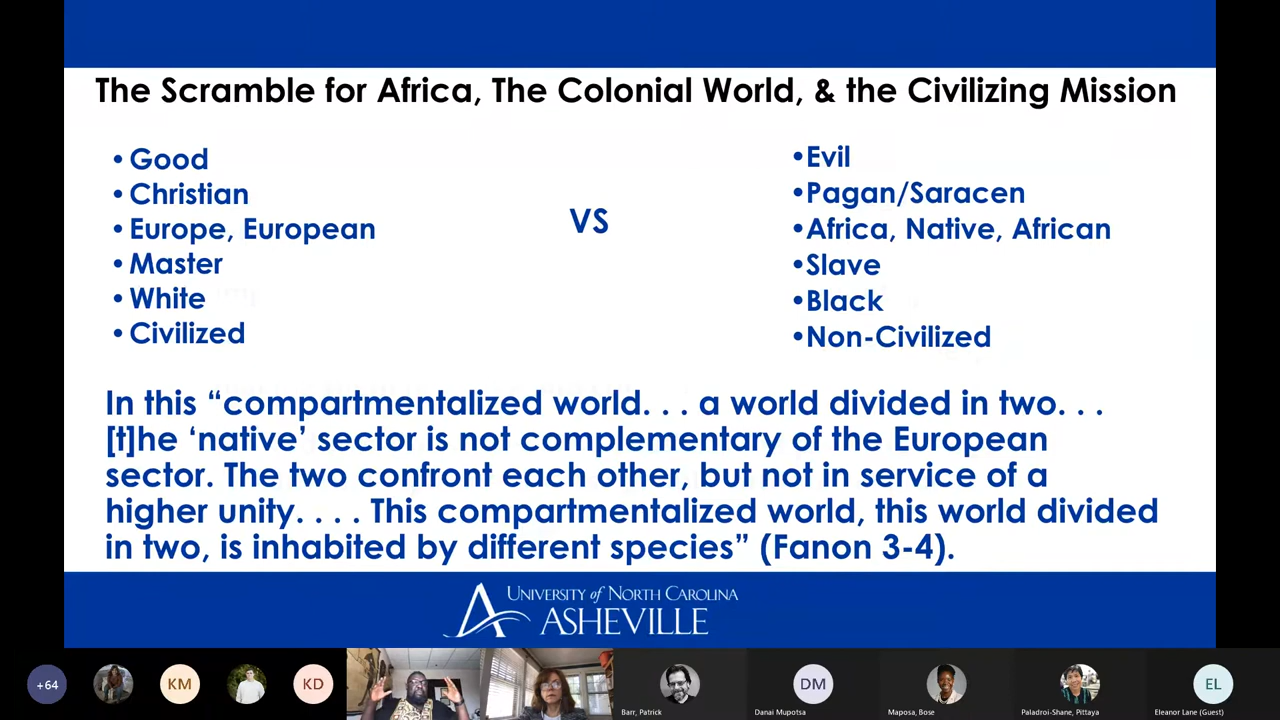 The Scramble for Africa, The Colonial World, & the Civilizing Mission
• Good
• Christian
• Europe, European
• Master
• White
• Civilized
VS
•Evil
•Pagan/Saracen
•Africa, Native, African
•Slave
•Black
•Non-Civilized
In this “compartmentalized world. . . a world divided in two. . .
[t]he ‘native’ sector is not complementary of the European
sector. The two confront each other, but not in service of a
higher unity. . . . This compartmentalized world, this world divided
in two, is inhabited by different species” (Fanon 3-4).
UNIVERSITY of NORTH CAROLINA
ASHEVILLE
+64
KM
KD
Barr, Patrick
DM
Danai Mupotsa
Maposa, Bose
Paladroi-Shane, Pittaya
EL
Eleanor Lane (Guest)